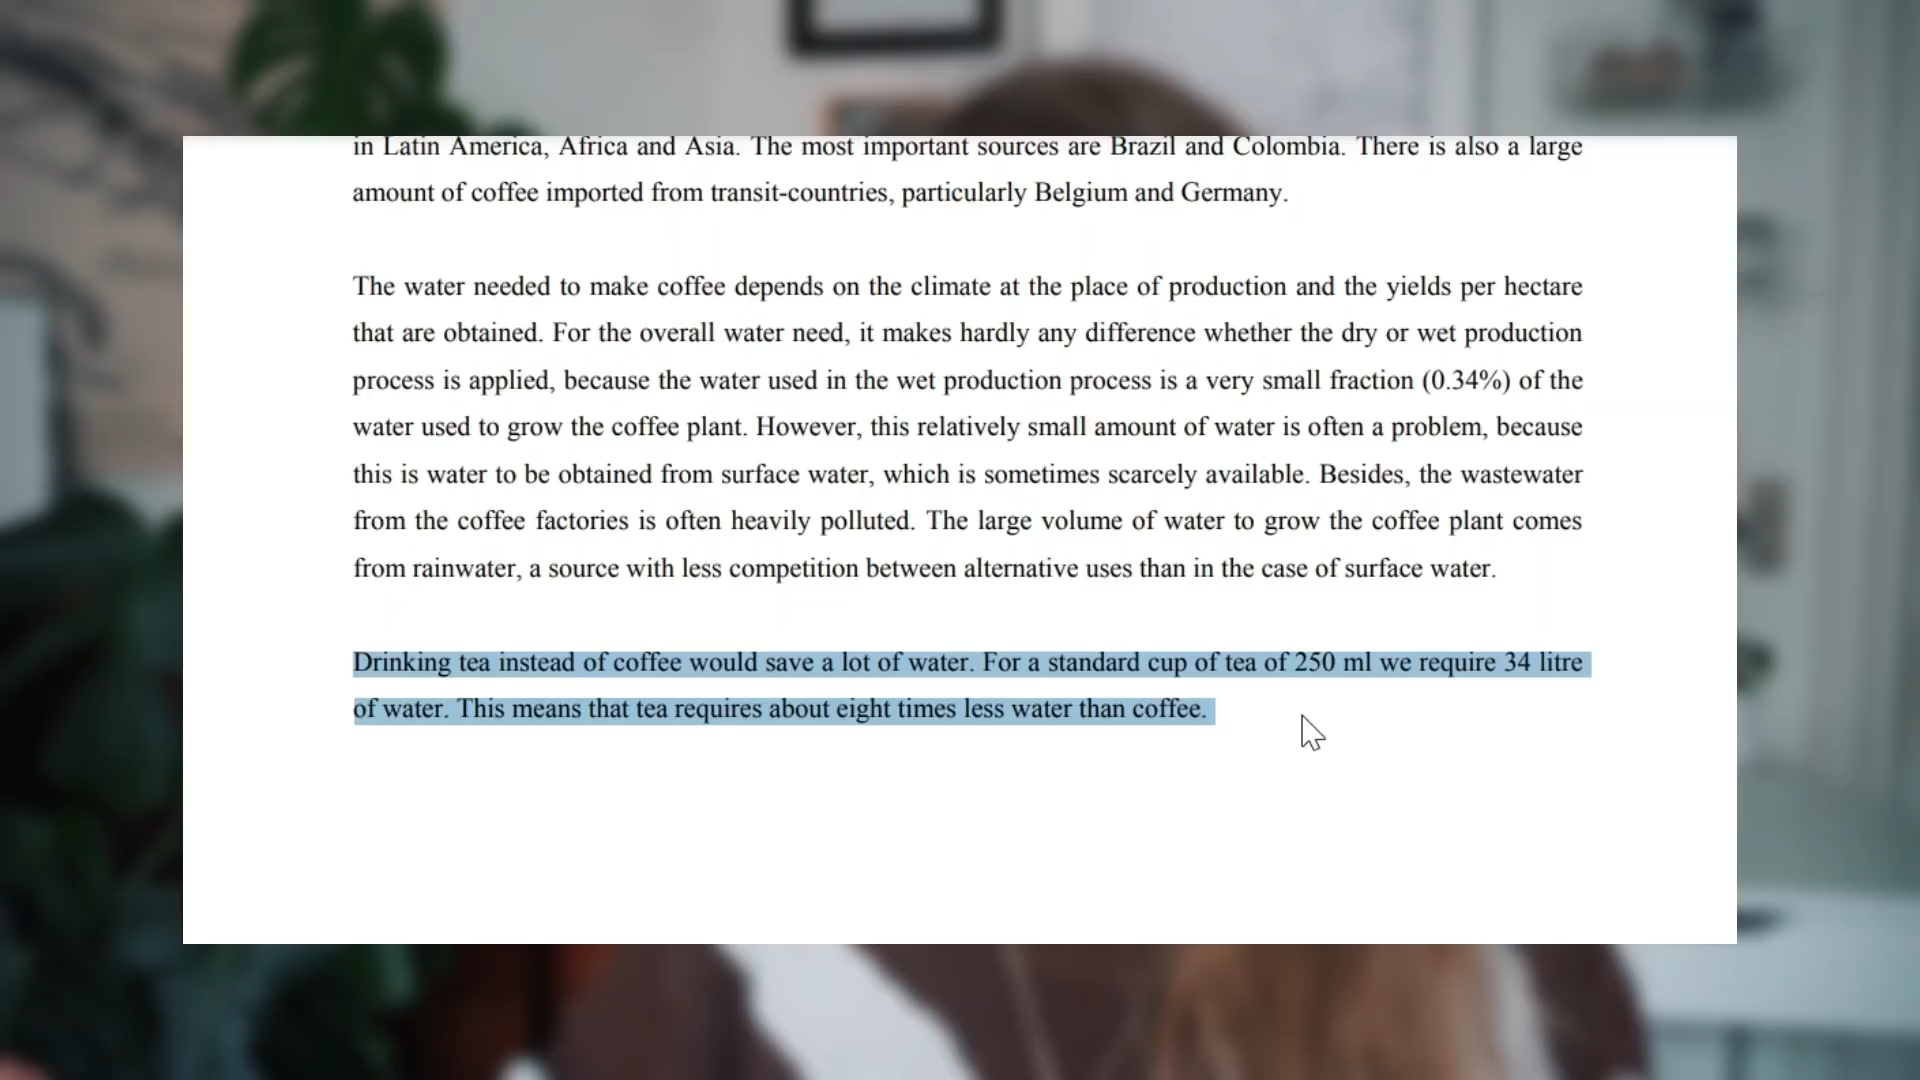 in Latin America, Africa and Asia. The most important sources are Brazil and Colombia. There is also a large
amount of coffee imported from transit-countries, particularly Belgium and Germany.
The water needed to make coffee depends on the climate at the place of production and the yields per hectare
that are obtained. For the overall water need, it makes hardly any difference whether the dry or wet production
process is applied, because the water used in the wet production process is a very small fraction (0.34%) of the
water used to grow the coffee plant. However, this relatively small amount of water is often a problem, because
this is water to be obtained from surface water, which is sometimes scarcely available. Besides, the wastewater
from the coffee factories is often heavily polluted. The large volume of water to grow the coffee plant comes
from rainwater, a source with less competition between alternative uses than in the case of surface water.
Drinking tea instead of coffee would save a lot of water. For a standard cup of tea of 250 ml we require 34 litre
of water. This means that tea requires about eight times less water than coffee.